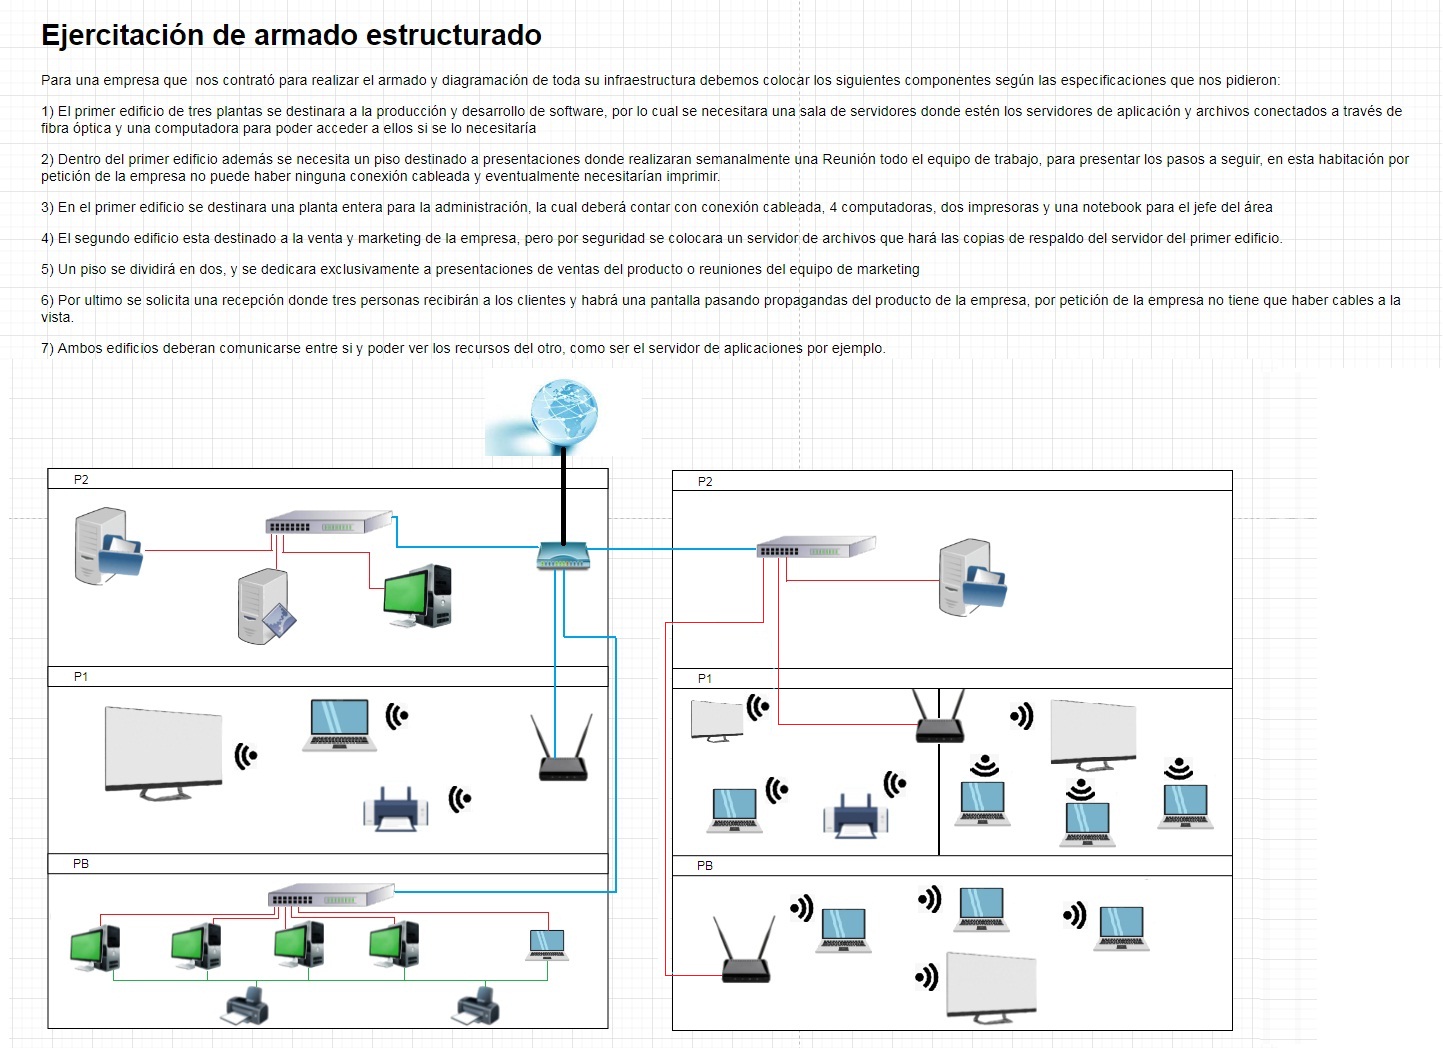 Ejercitación de armado estructurado
Para una empresa que  nos contrató para realizar el armado y diagramación de toda su infraestructura debemos colocar los siguientes componentes según las especificaciones que nos pidieron:
1) El primer edificio de tres plantas se destinara a la producción y desarrollo de software, por lo cual se necesitara una sala de servidores donde estén los servidores de aplicación y archivos conectados a través de
fibra óptica y una computadora para poder acceder a ellos si se lo necesitaría
2) Dentro del primer edificio además se necesita un piso destinado a presentaciones donde realizaran semanalmente una Reunión todo el equipo de trabajo, para presentar los pasos a seguir, en esta habitación por
petición de la empresa no puede haber ninguna conexión cableada y eventualmente necesitarían imprimir.
3) En el primer edificio se destinara una planta entera para la administración, la cual deberá contar con conexión cableada, 4 computadoras, dos impresoras y una notebook para el jefe del área
4) El segundo edificio esta destinado a la venta y marketing de la empresa, pero por seguridad se colocara un servidor de archivos que hará las copias de respaldo del servidor del primer edificio.
5) Un piso se dividirá en dos, y se dedicara exclusivamente a presentaciones de ventas del producto o reuniones del equipo de marketing
6) Por ultimo se solicita una recepción donde tres personas recibirán a los clientes y habrá una pantalla pasando propagandas del producto de la empresa, por petición de la empresa no tiene que haber cables a la
vista.
7) Ambos edificios deberan comunicarse entre si y poder ver los recursos del otro, como ser el servidor de aplicaciones por ejemplo.
P2
P2
P1
P1
PB
PB